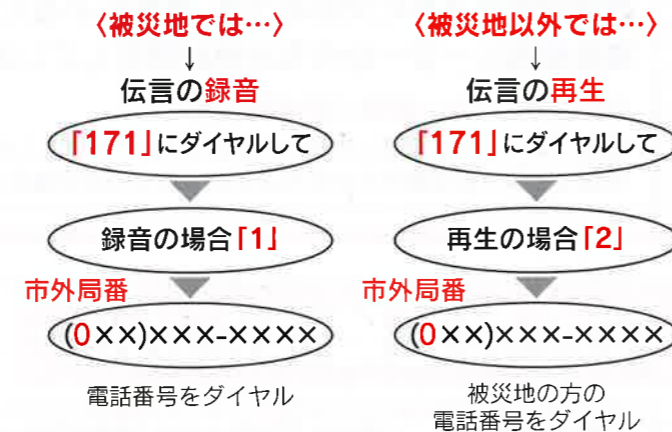 〈被災地では…〉
↓
伝言の録音
「171」にダイヤルして
録音の場合「1」
市外局番
(0××)×××-××××
電話番号をダイヤル
〈被災地以外では…〉
↓
伝言の再生
「171」にダイヤルして
再生の場合「2」
市外局番
(0××)×××-××××
被災地の方の
電話番号をダイヤル